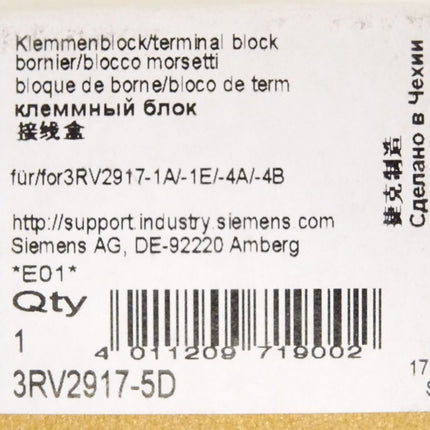 Klemmenblock/terminal block
bornier/blocco morsetti
bloque de borne/bloco de term
клеммный блок
接线盒
für/for3RV2917-1A/-1E/-4A/-4B
http://support.industry.siemens.com
Siemens AG, DE-92220 Amberg
*E01*
Qty
1
4 011209 719002
3RV2917-5D
捷克制造
Сделано в Чехии
17
S